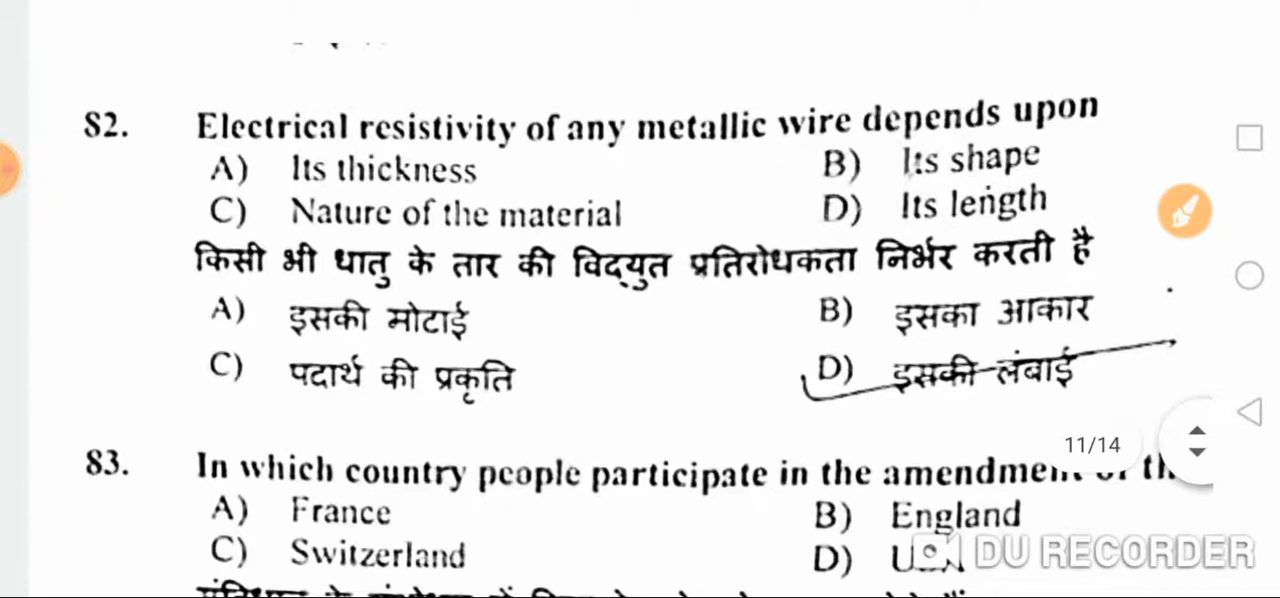 82. Electrical resistivity of any metallic wire depends upon
A) Its thickness B) Its shape
C) Nature of the material D) Its length
किसी भी धातु के तार की विद्युत प्रतिरोधकता निर्भर करती है
A) इसकी मोटाई B) इसका आकार
C) पदार्थ की प्रकृति D) इसकी लंबाई
11/14
83. In which country people participate in the
A) France B) England
C) Switzerland D)
DU RECORDER